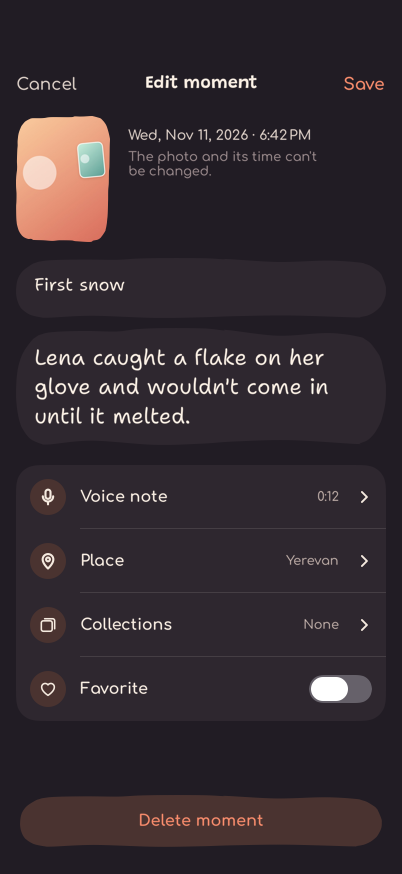 Cancel
Edit moment
Save
Wed, Nov 11, 2026 · 6:42 PM
The photo and its time can't
be changed.
First snow
Lena caught a flake on her
glove and wouldn't come in
until it melted.
Voice note
0:12
Place
Yerevan
Collections
None
Favorite
Delete moment